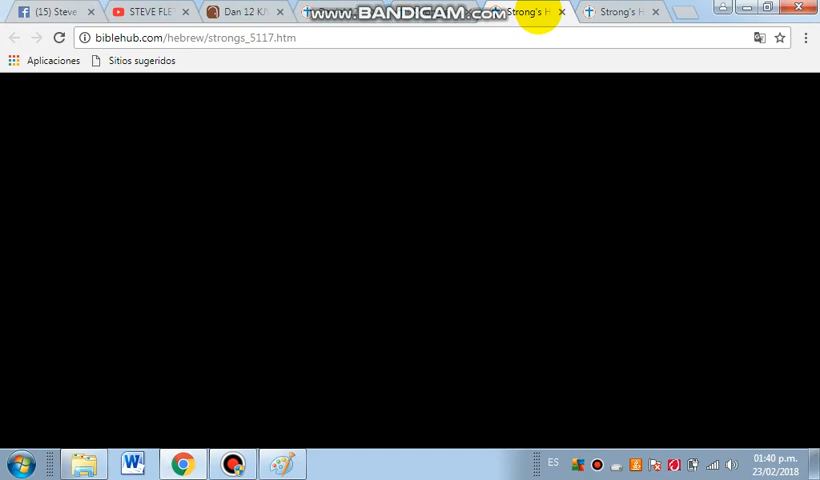 (15) Steve
STEVE FLE
Dan 12 KJV
www.BANDICAM.com
Strong's H
Strong's H
biblehub.com/hebrew/strongs_5117.htm
Aplicaciones
Sitios sugeridos
ES
01:40 p.m.
23/02/2018